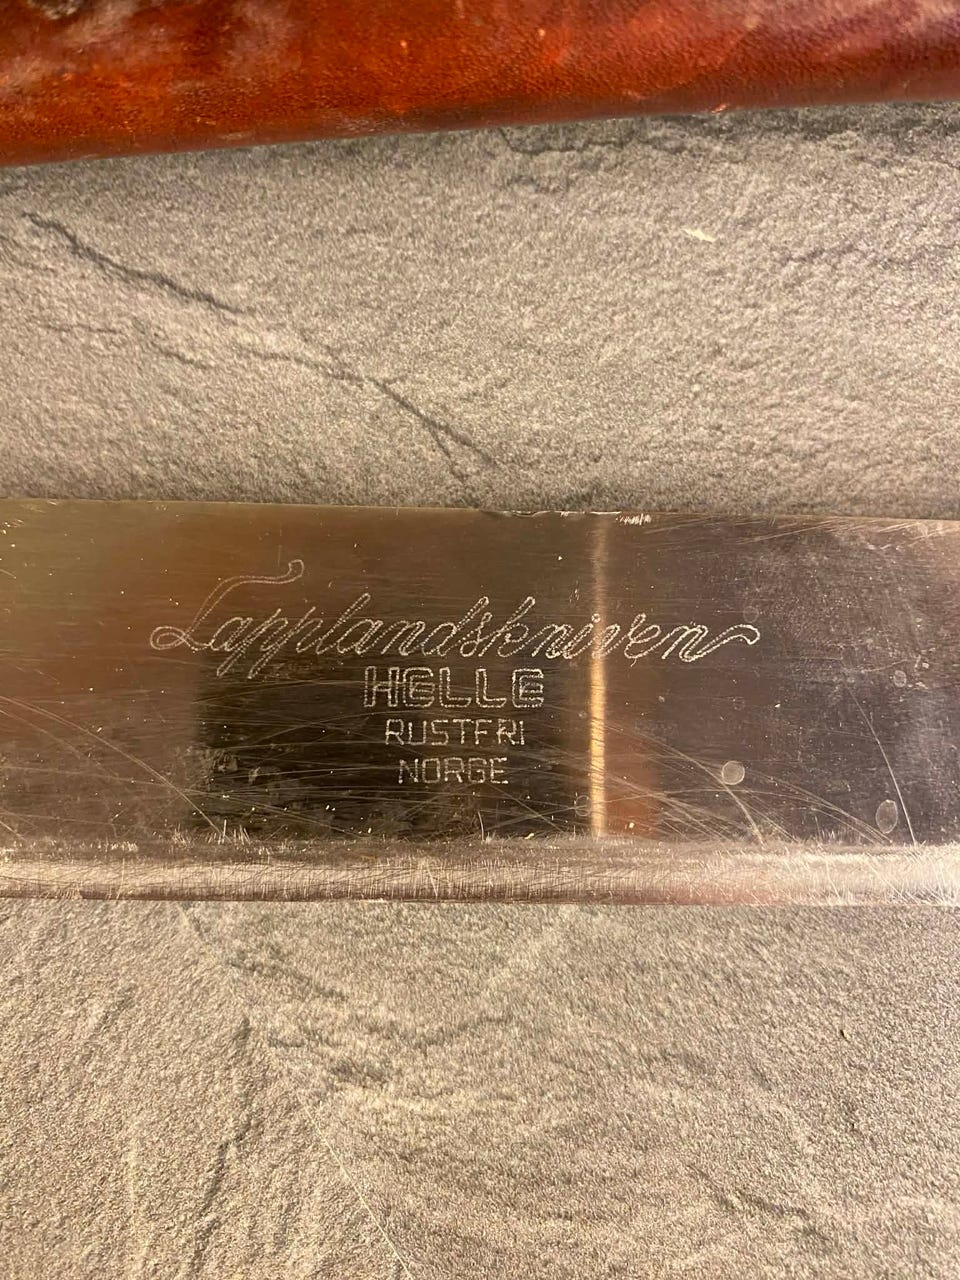 Lapplandskniven
HELLE
RUSTFRI
NORGE